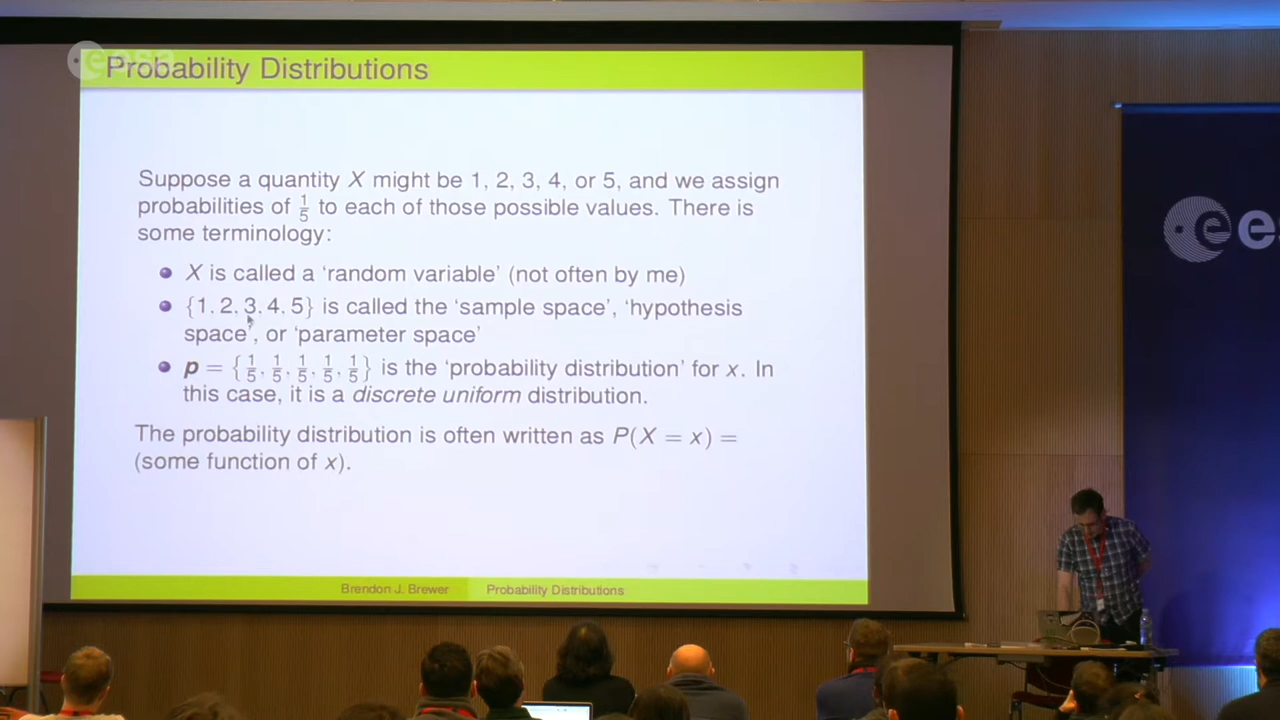 esa
Probability Distributions
Suppose a quantity X might be 1, 2, 3, 4, or 5, and we assign
probabilities of 1/5 to each of those possible values. There is
some terminology:
X is called a ‘random variable’ (not often by me)
{1, 2, 3, 4, 5} is called the ‘sample space’, ‘hypothesis
space’, or ‘parameter space’
p = {1/5, 1/5, 1/5, 1/5, 1/5} is the ‘probability distribution’ for x. In
this case, it is a discrete uniform distribution.
The probability distribution is often written as P(X = x) =
(some function of x).
Brendon J. Brewer Probability Distributions
e